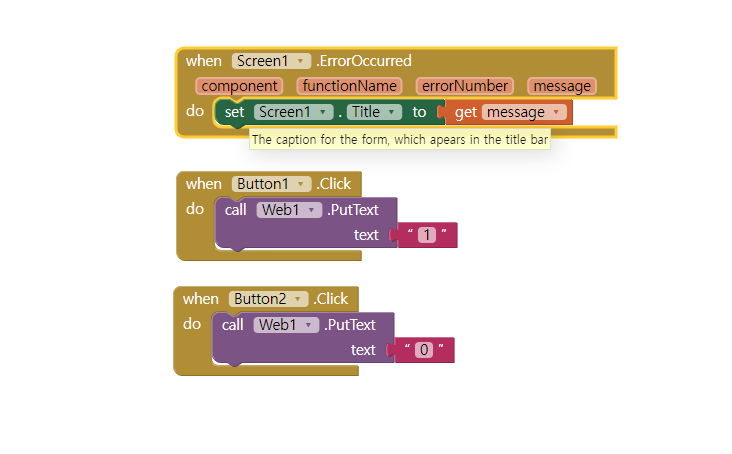 when Screen1 .ErrorOccurred
component functionName errorNumber message
do set Screen1 . Title to get message
The caption for the form, which apears in the title bar
when Button1 .Click
do call Web1 .PutText
text “ 1 ”
when Button2 .Click
do call Web1 .PutText
text “ 0 ”